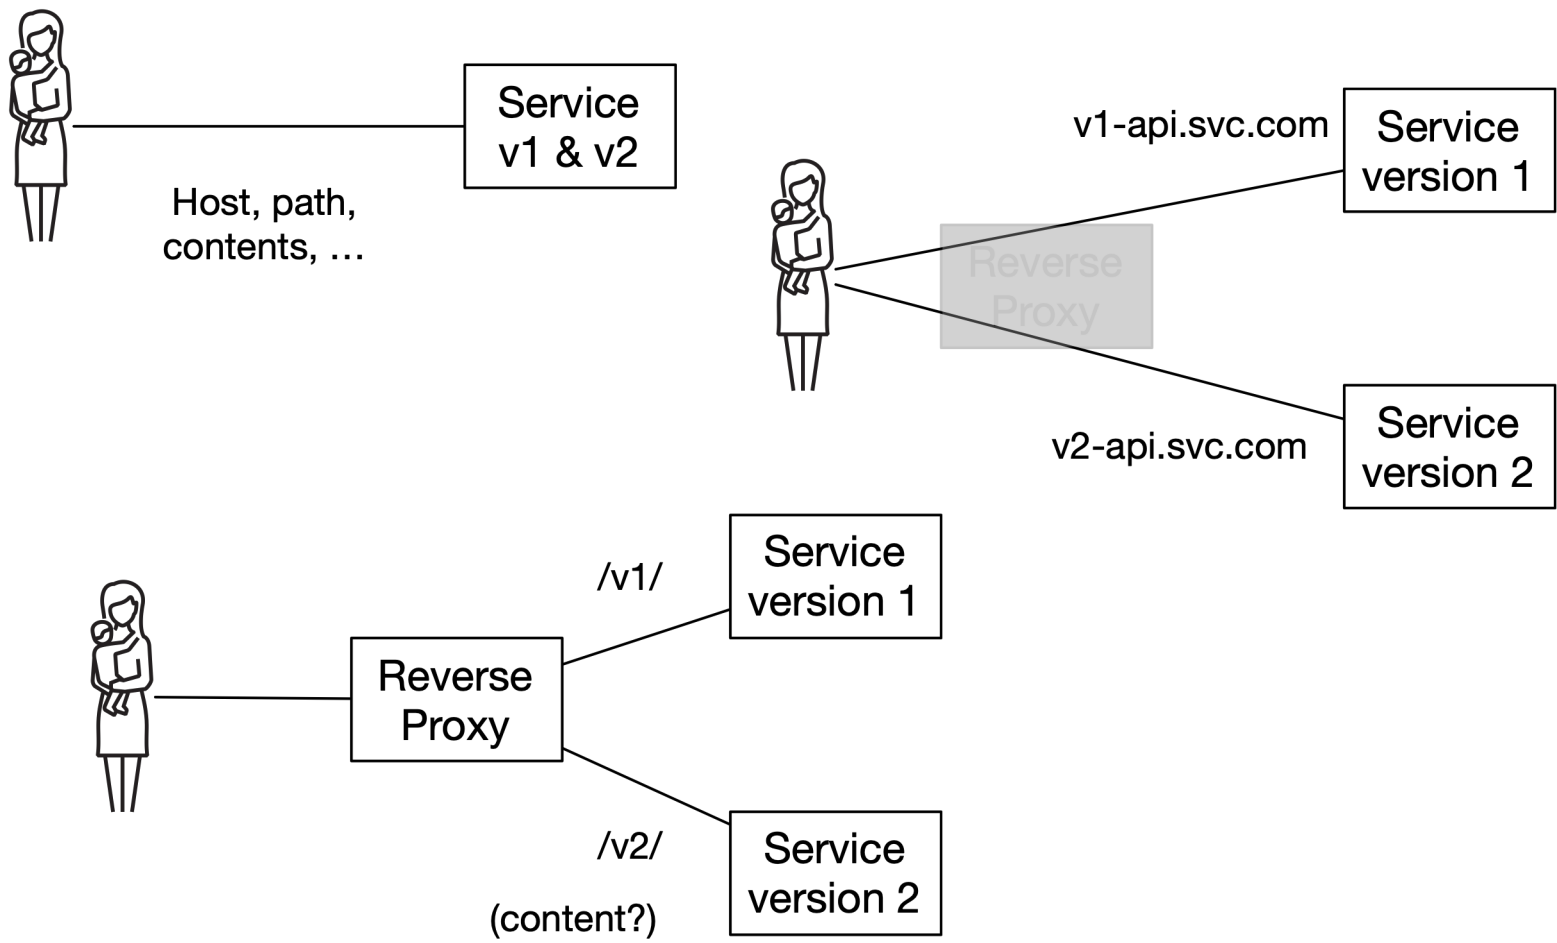 Service
v1 & v2
Host, path,
contents, …
v1-api.svc.com
Service
version 1
Reverse
Proxy
v2-api.svc.com
Service
version 2
/v1/
Service
version 1
Reverse
Proxy
/v2/
(content?)
Service
version 2